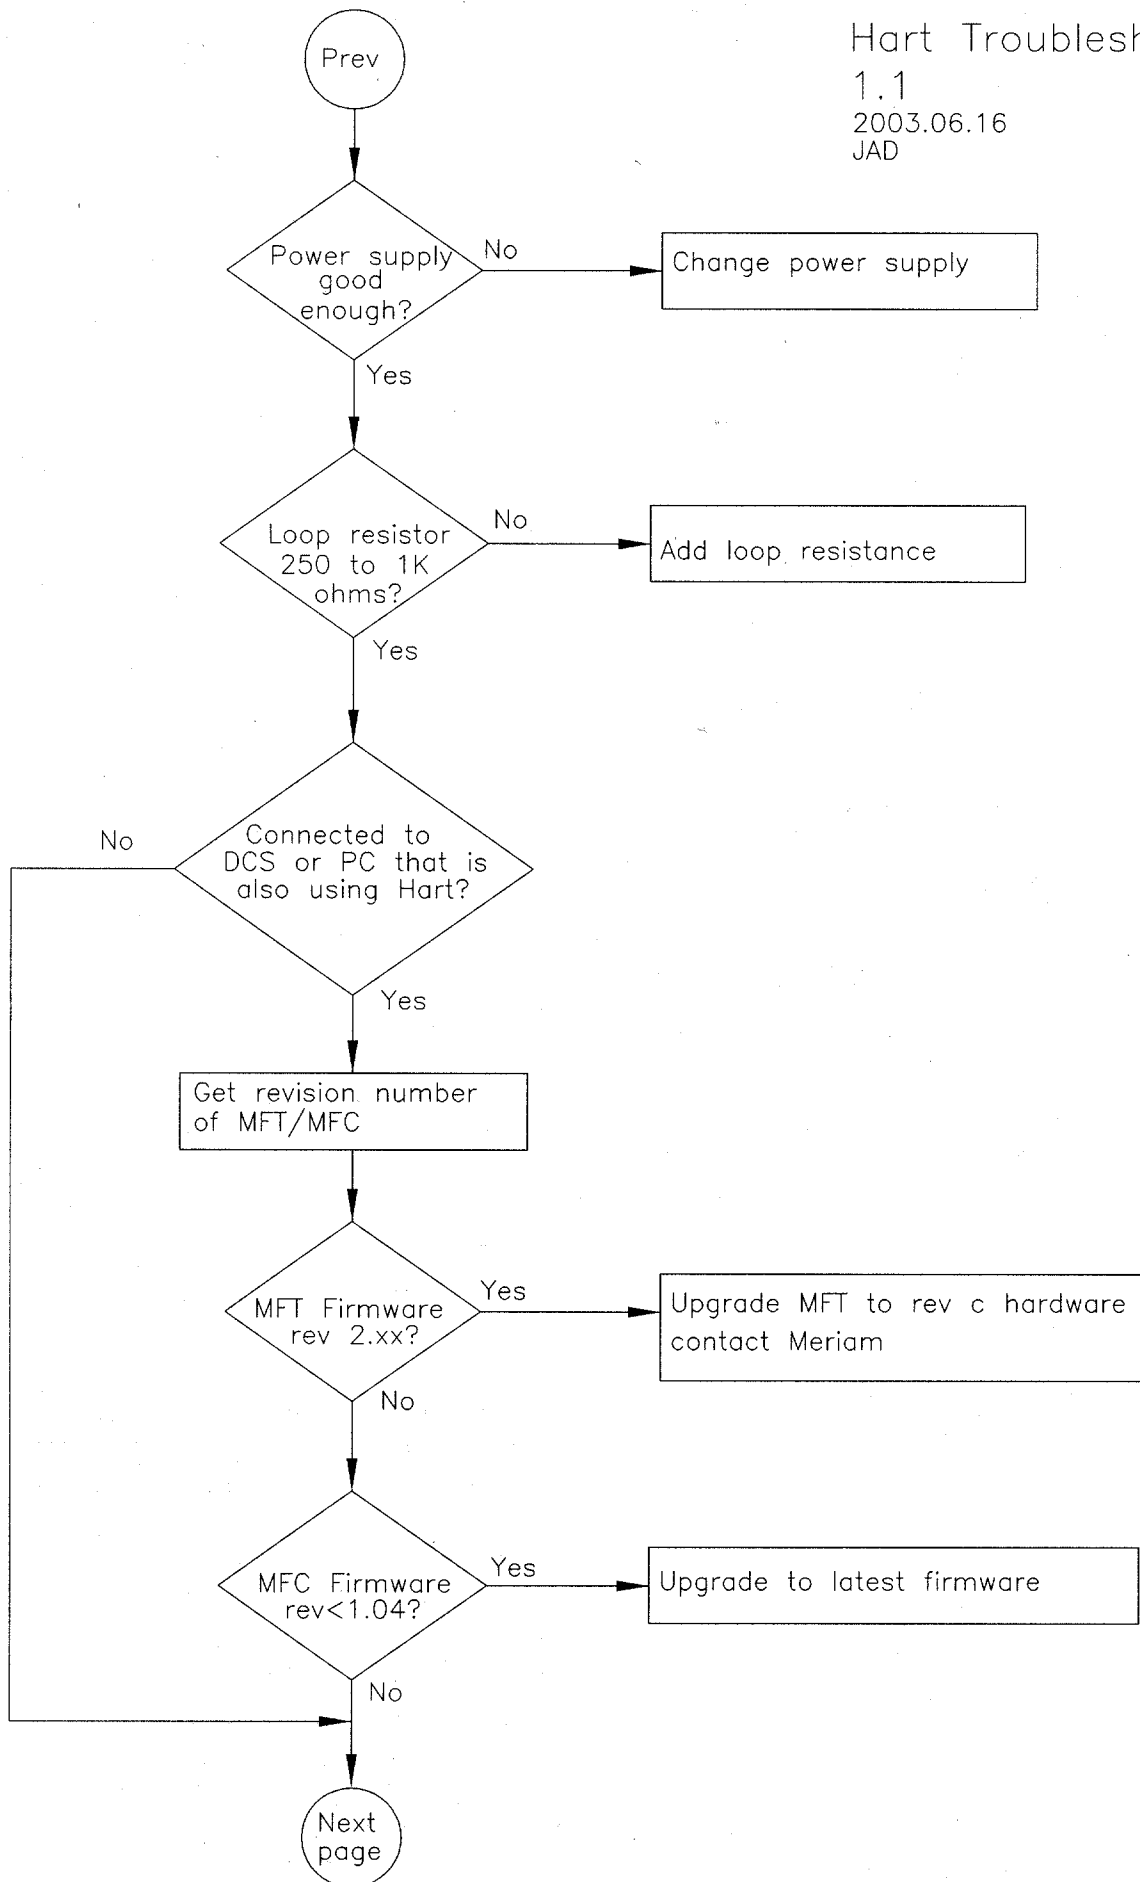 Hart Troublesh
1.1
2003.06.16
JAD
Prev
Power supply
good
enough?
No
Change power supply
Yes
Loop resistor
250 to 1K
ohms?
No
Add loop resistance
Yes
Connected to
DCS or PC that is
also using Hart?
No
Yes
Get revision number
of MFT/MFC
MFT Firmware
rev 2.xx?
Yes
Upgrade MFT to rev c hardware
contact Meriam
No
MFC Firmware
rev<1.04?
Yes
Upgrade to latest firmware
No
Next
page